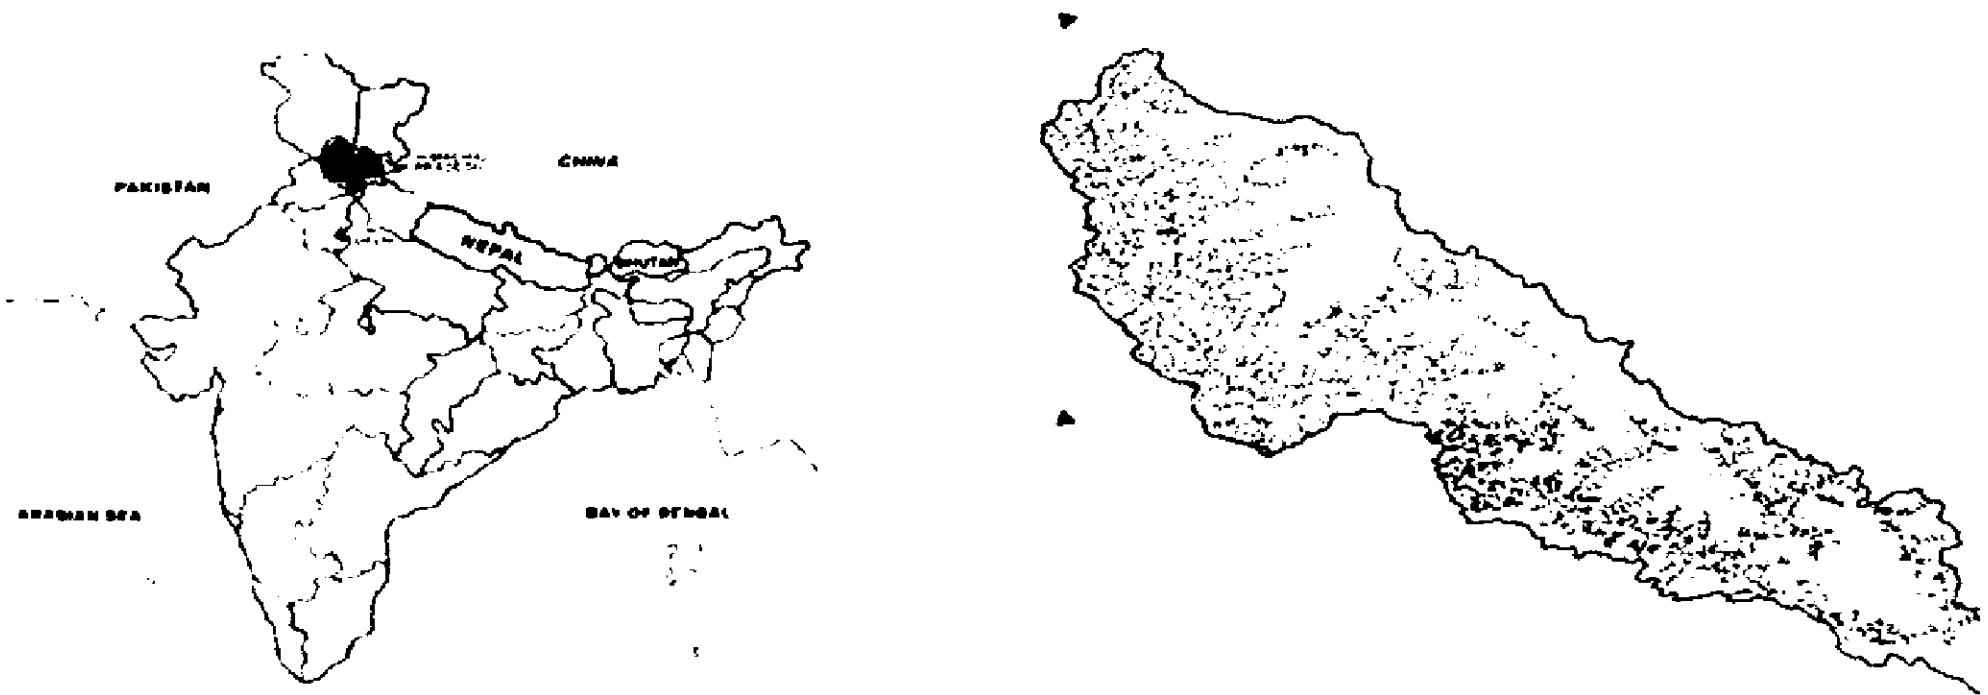 CHINA
PAKISTAN
NEPAL
BHUTAN
ARABIAN SEA
BAY OF BENGAL